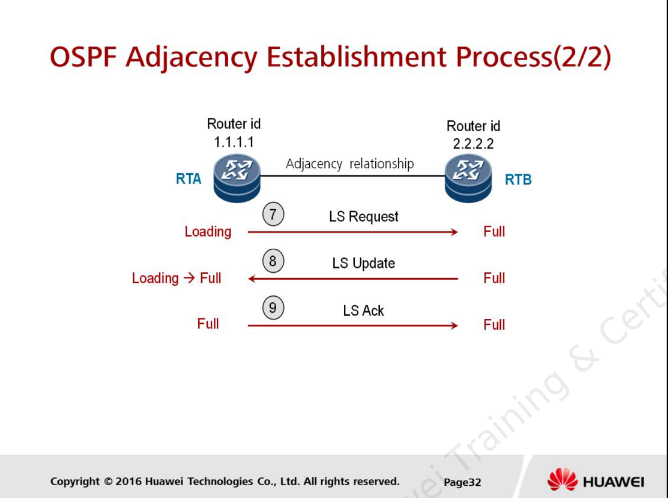 OSPF Adjacency Establishment Process(2/2)
Router id
1.1.1.1
Router id
2.2.2.2
Adjacency relationship
RTA
RTB
7
LS Request
Loading
Full
8
LS Update
Loading → Full
Full
9
LS Ack
Full
Full
Training & Certi
Copyright © 2016 Huawei Technologies Co., Ltd. All rights reserved.
Page32
HUAWEI